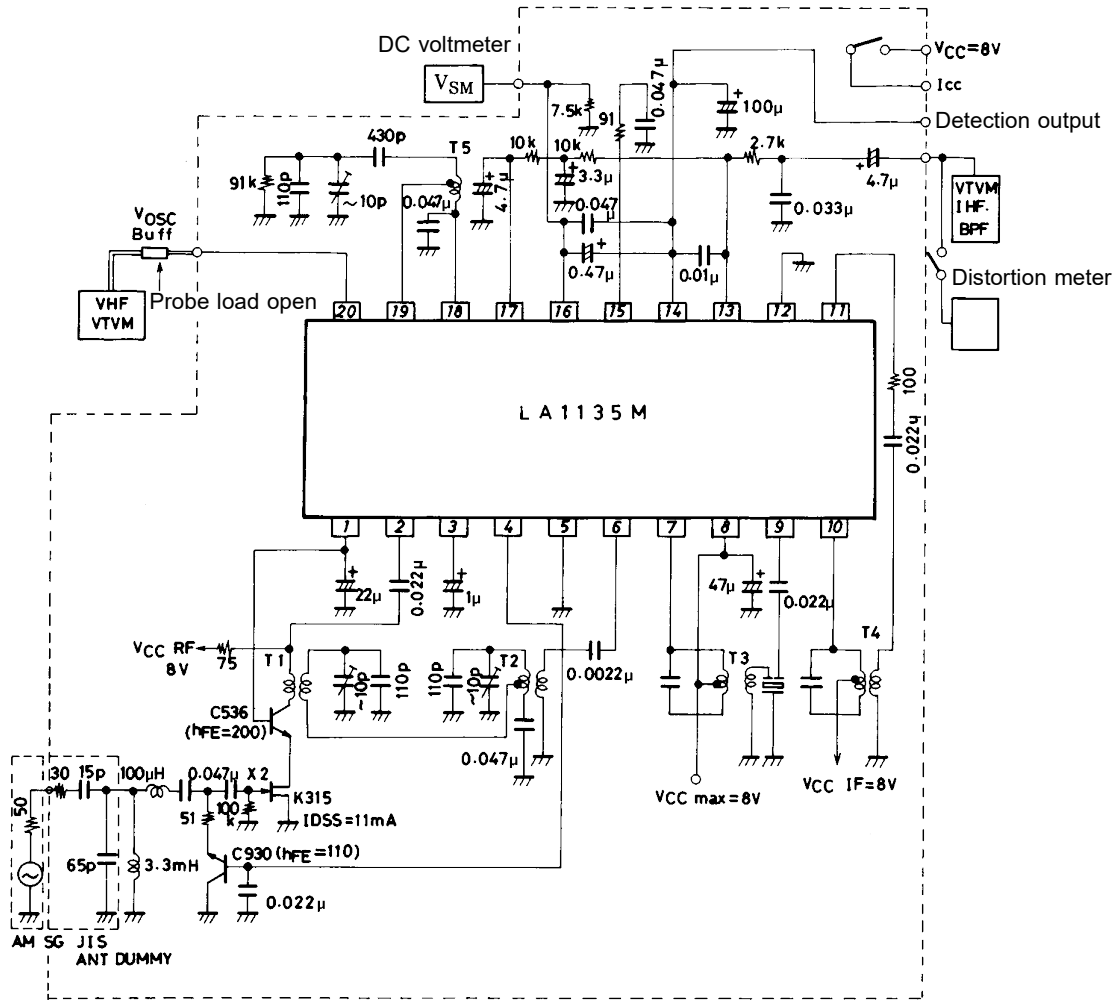 DC voltmeter
VSM
VCC=8V
Icc
Detection output
7.5k
91
0.047µ
100µ
430p
T5
10k
10k
2.7k
91k
110p
~10p
0.047µ
4.7µ
3.3µ
0.047µ
4.7µ
0.033µ
VTVM
IHF.
BPF
VOSC
Buff
Probe load open
VHF
VTVM
0.47µ
0.01µ
Distortion meter
20
19
18
17
16
15
14
13
12
11
100
0.022µ
LA1135M
1
2
3
4
5
6
7
8
9
10
22µ
0.022µ
1µ
47µ
0.022µ
VCC RF
8V
75
T1
~10p
110p
110p
~10p
T2
0.0022µ
T3
T4
C536
(hFE=200)
0.047µ
VCC max=8V
VCC IF=8V
50
30
15p
100µH
0.047µ X2
51
100k
K315
IDSS=11mA
C930 (hFE=110)
65p
3.3mH
0.022µ
AM SG
JIS
ANT DUMMY